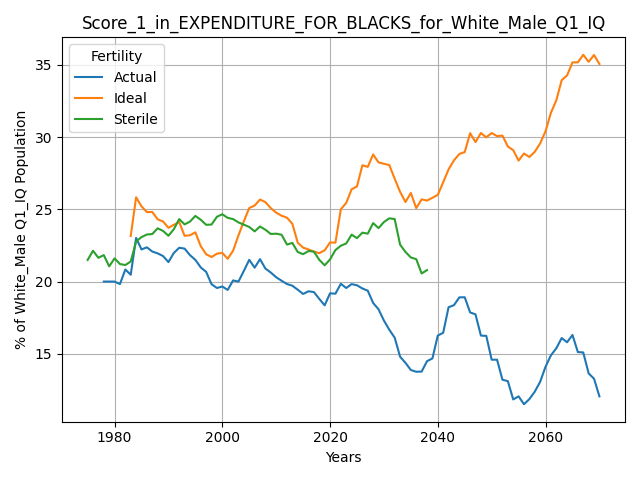 Score_1_in_EXPENDITURE_FOR_BLACKS_for_White_Male_Q1_IQ
Fertility
Actual
Ideal
Sterile
% of White_Male Q1_IQ Population
35
30
25
20
15
1980 2000 2020 2040 2060
Years